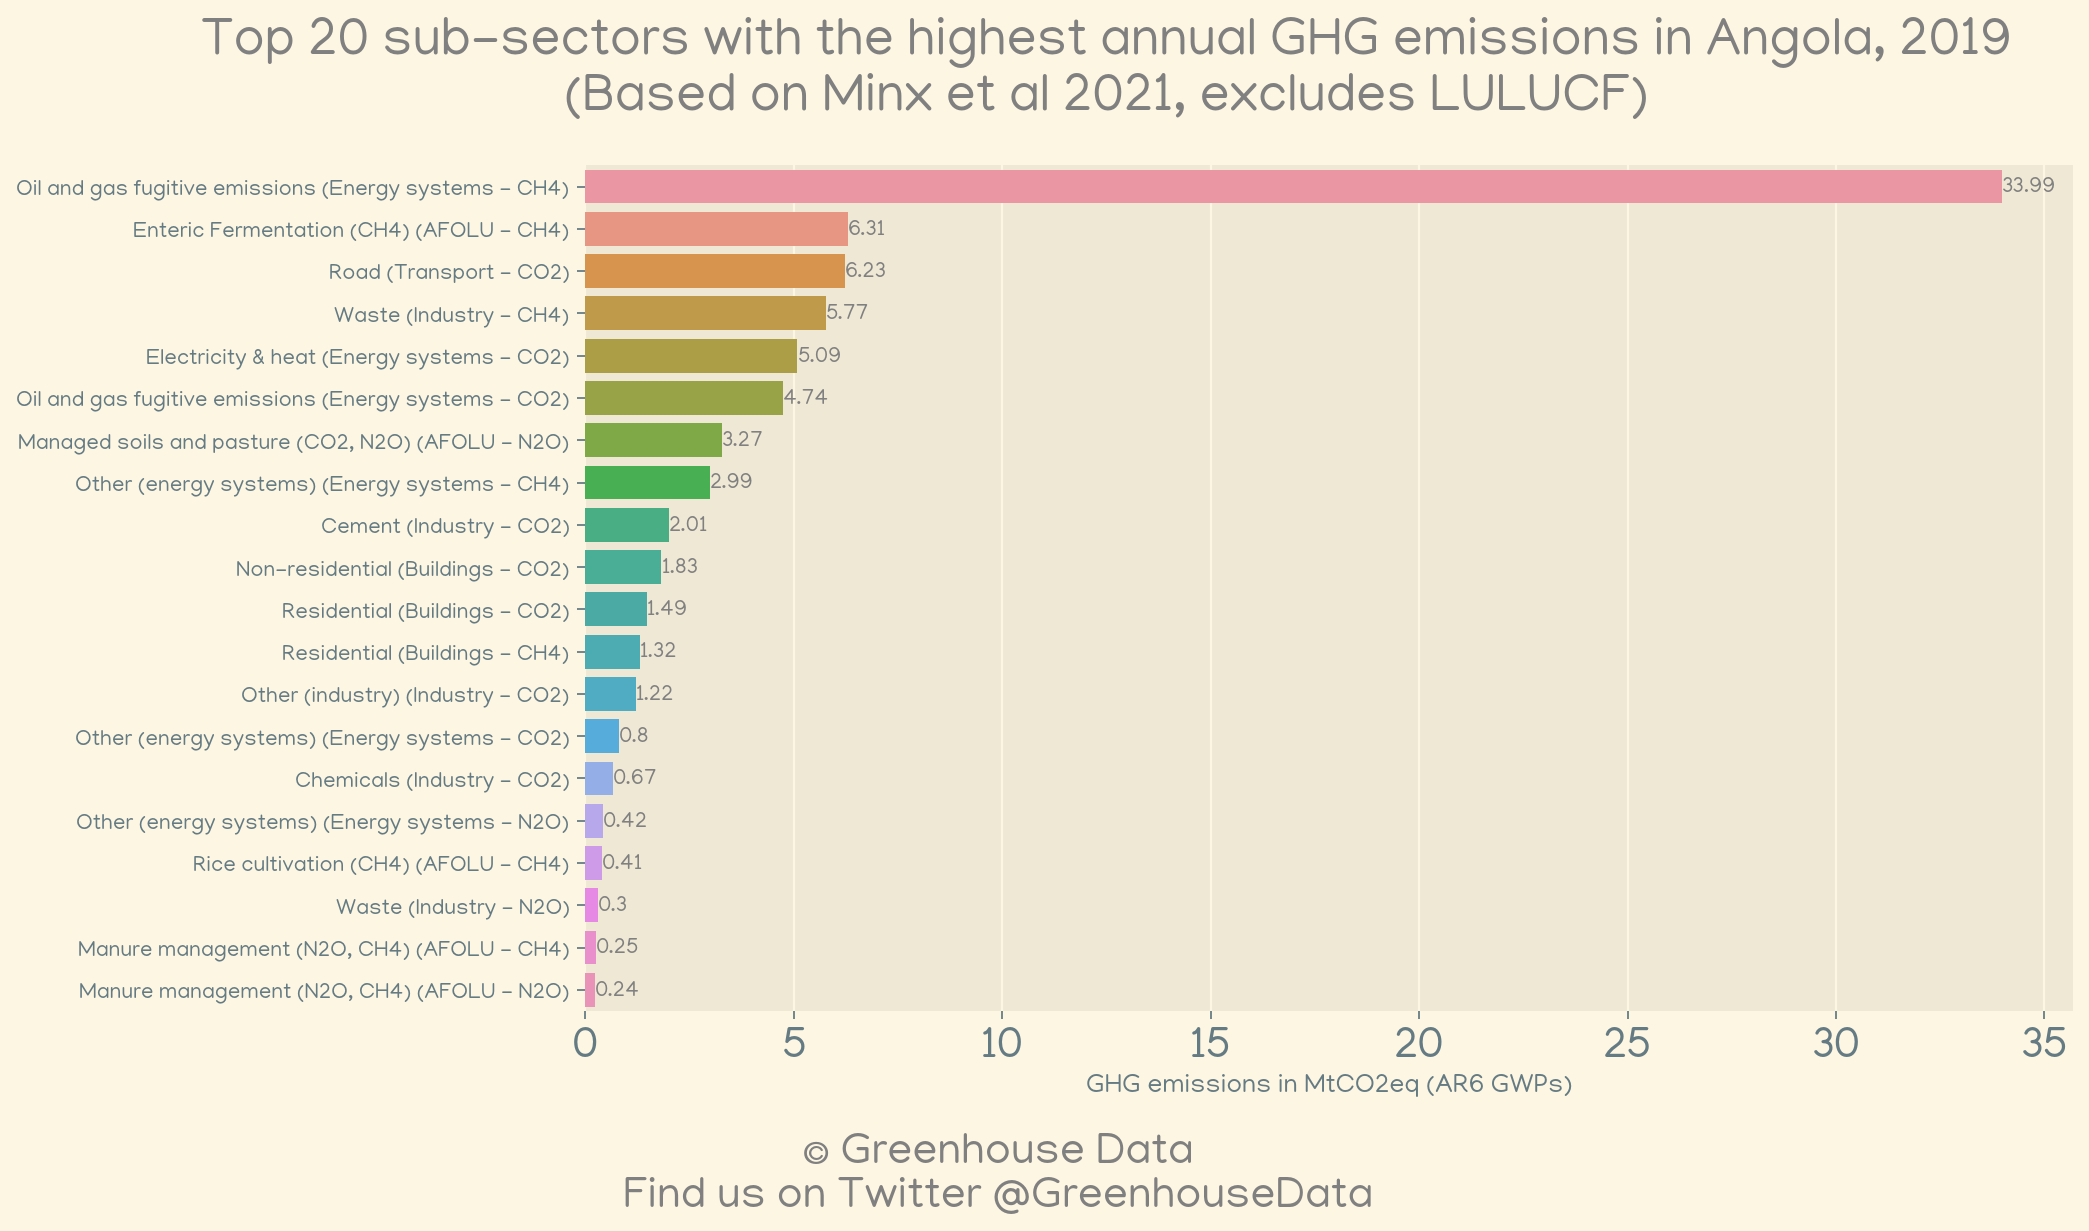 Top 20 sub-sectors with the highest annual GHG emissions in Angola, 2019
(Based on Minx et al 2021, excludes LULUCF)
Oil and gas fugitive emissions (Energy systems - CH4) 33.99
Enteric Fermentation (CH4) (AFOLU - CH4) 6.31
Road (Transport - CO2) 6.23
Waste (Industry - CH4) 5.77
Electricity & heat (Energy systems - CO2) 5.09
Oil and gas fugitive emissions (Energy systems - CO2) 4.74
Managed soils and pasture (CO2, N2O) (AFOLU - N2O) 3.27
Other (energy systems) (Energy systems - CH4) 2.99
Cement (Industry - CO2) 2.01
Non-residential (Buildings - CO2) 1.83
Residential (Buildings - CO2) 1.49
Residential (Buildings - CH4) 1.32
Other (industry) (Industry - CO2) 1.22
Other (energy systems) (Energy systems - CO2) 0.8
Chemicals (Industry - CO2) 0.67
Other (energy systems) (Energy systems - N2O) 0.42
Rice cultivation (CH4) (AFOLU - CH4) 0.41
Waste (Industry - N2O) 0.3
Manure management (N2O, CH4) (AFOLU - CH4) 0.25
Manure management (N2O, CH4) (AFOLU - N2O) 0.24
0 5 10 15 20 25 30 35
GHG emissions in MtCO2eq (AR6 GWPs)
© Greenhouse Data
Find us on Twitter @GreenhouseData